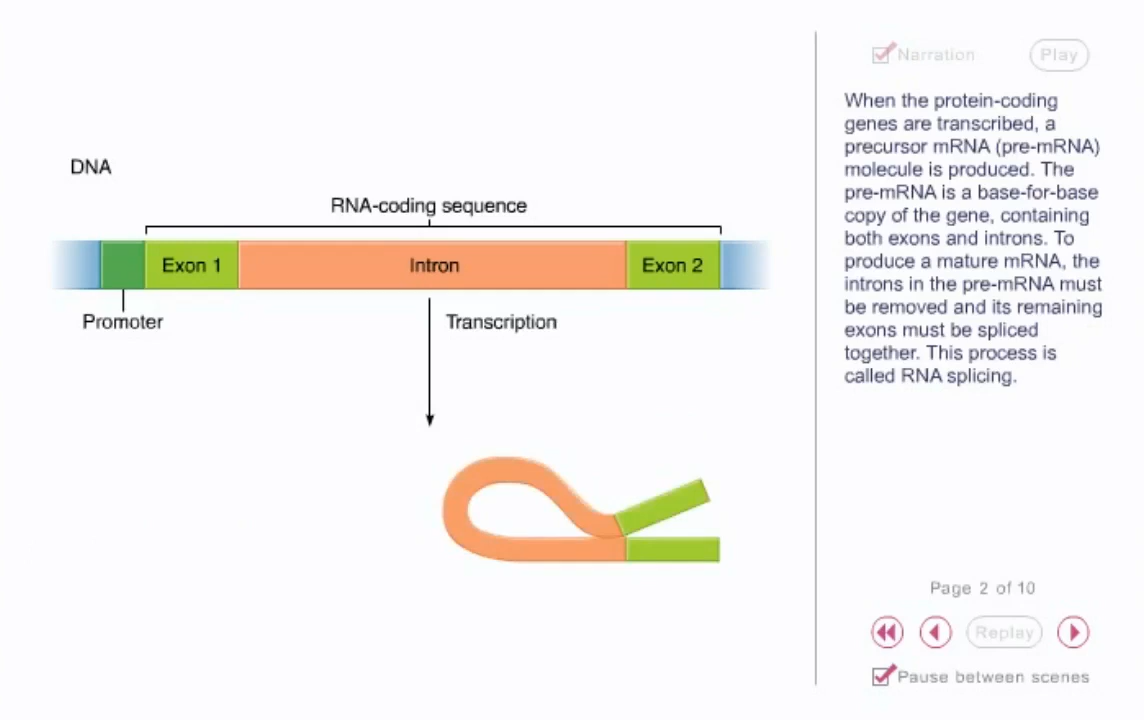 DNA
RNA-coding sequence
Exon 1
Intron
Exon 2
Promoter
Transcription
Narration
Play
When the protein-coding
genes are transcribed, a
precursor mRNA (pre-mRNA)
molecule is produced. The
pre-mRNA is a base-for-base
copy of the gene, containing
both exons and introns. To
produce a mature mRNA, the
introns in the pre-mRNA must
be removed and its remaining
exons must be spliced
together. This process is
called RNA splicing.
Page 2 of 10
Replay
Pause between scenes